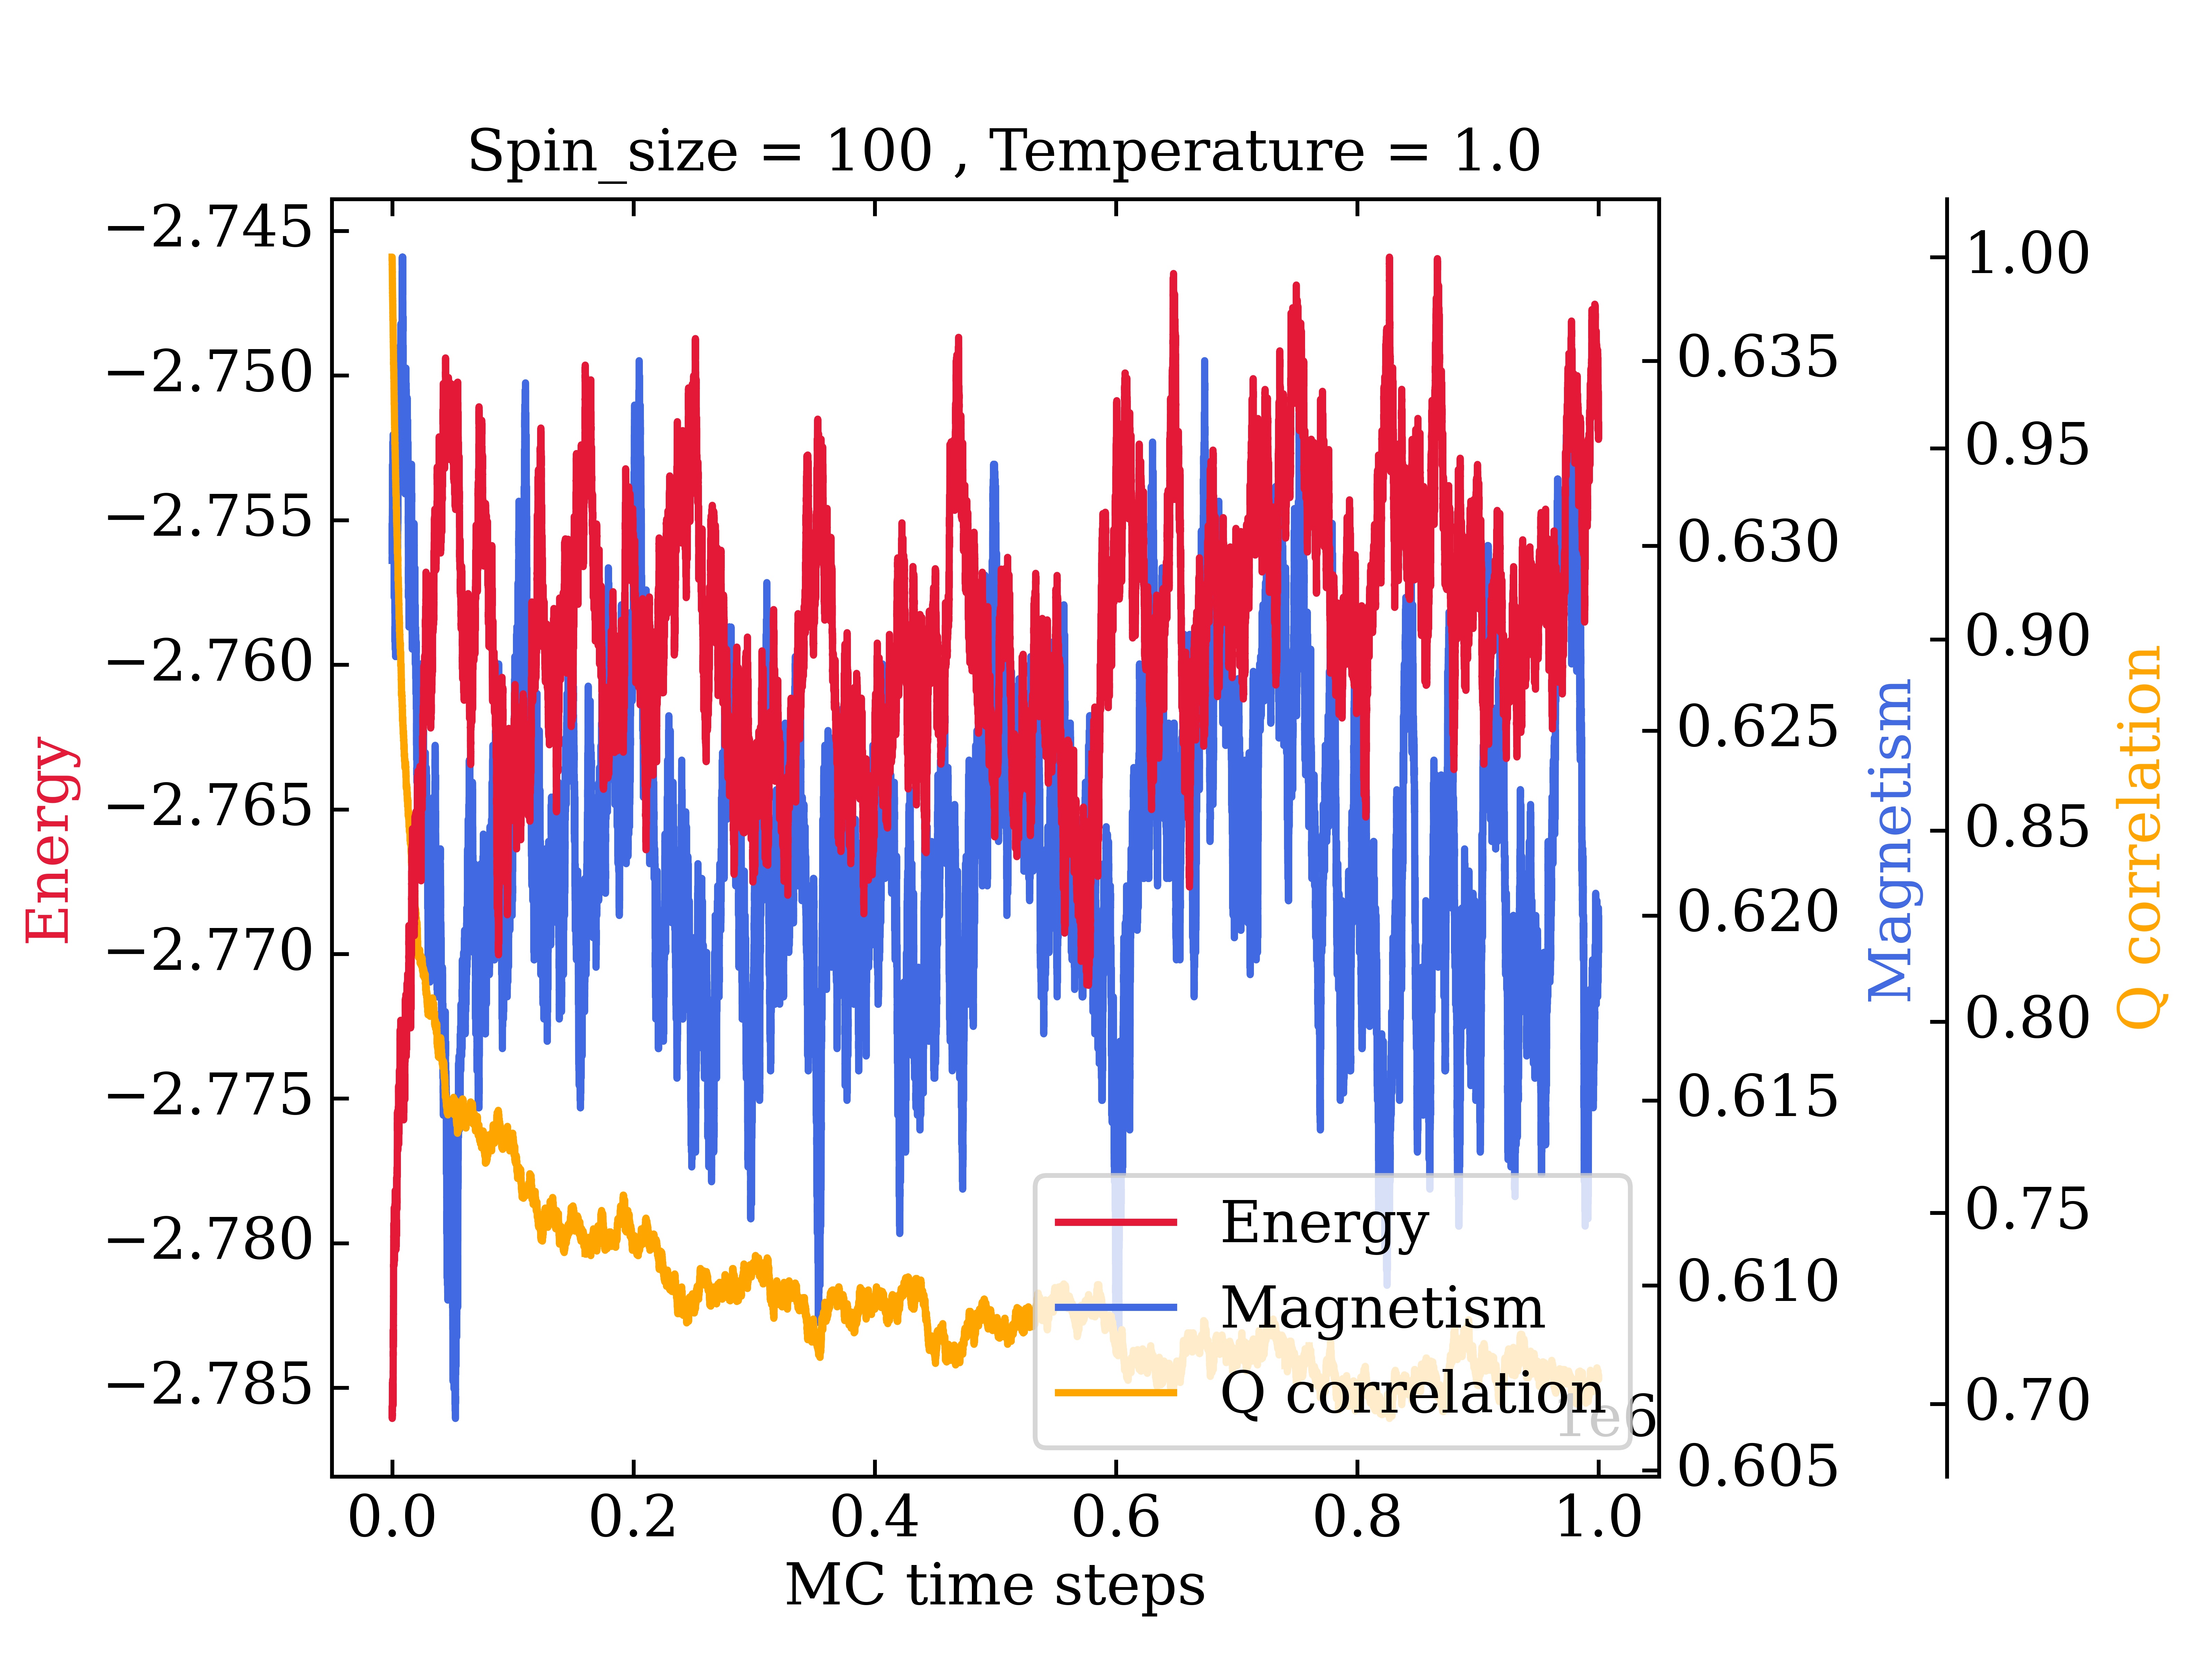 Spin_size = 100 , Temperature = 1.0
−2.745
−2.750
−2.755
−2.760
−2.765
−2.770
−2.775
−2.780
−2.785
Energy
0.635
0.630
0.625
0.620
0.615
0.610
0.605
Magnetism
1.00
0.95
0.90
0.85
0.80
0.75
0.70
Q correlation
Energy
Magnetism
Q correlation
1e6
0.0 0.2 0.4 0.6 0.8 1.0
MC time steps